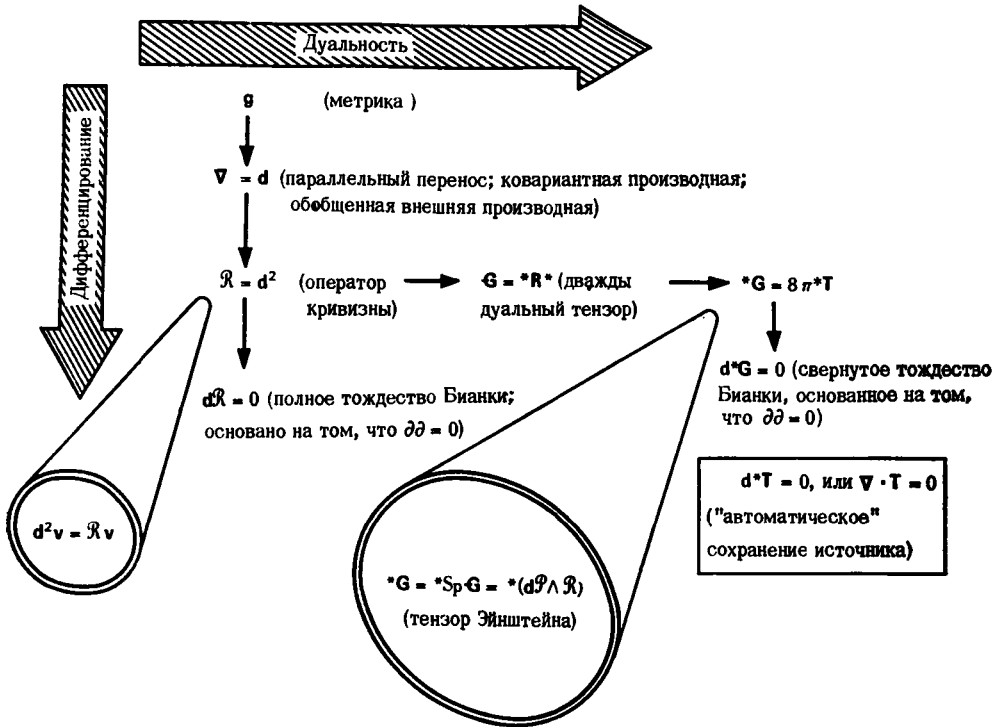 Дуальность
Дифференцирование
g (метрика )
∇ = d (параллельный перенос; ковариантная производная;
обобщенная внешняя производная)
ℛ = d² (оператор
кривизны)
G = *R* (дважды
дуальный тензор)
*G = 8 π*T
dℛ = 0 (полное тождество Бианки;
основано на том, что ∂∂ = 0)
d*G = 0 (свернутое тождество
Бианки, основанное на том,
что ∂∂ = 0)
d*T = 0, или ∇ · T = 0
("автоматическое"
сохранение источника)
d²v = ℛv
*G = *Sp G = *(d𝒫∧ ℛ)
(тензор Эйнштейна)